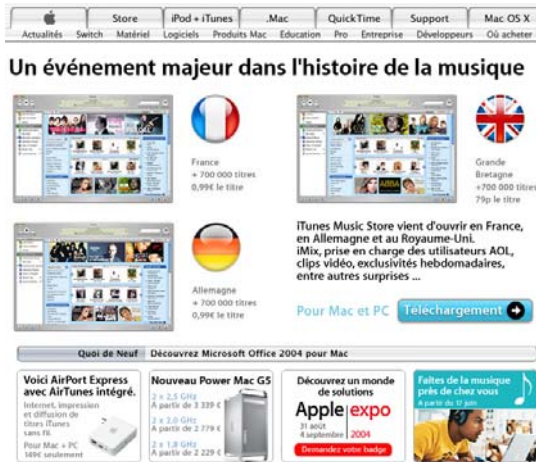 Store iPod + iTunes .Mac QuickTime Support Mac OS X
Actualités Switch Matériel Logiciels Produits Mac Education Pro Entreprise Développeurs Où acheter
Un événement majeur dans l'histoire de la musique
France
+ 700 000 titres
0,99€ le titre
Grande
Bretagne
+700 000 titres
79p le titre
Allemagne
+ 700 000 titres
0,99€ le titre
iTunes Music Store vient d'ouvrir en France,
en Allemagne et au Royaume-Uni.
iMix, prise en charge des utilisateurs AOL,
clips vidéo, exclusivités hebdomadaires,
entre autres surprises ...
Pour Mac et PC Téléchargement
Quoi de Neuf Découvrez Microsoft Office 2004 pour Mac
Voici AirPort Express
avec AirTunes intégré.
Internet, impression
et diffusion de
titres iTunes
sans fil.
Pour Mac + PC
149€ seulement
Nouveau Power Mac G5
2 x 2,5 GHz
A partir de 3 339 €
2 x 2,0 GHz
A partir de 2 779 €
2 x 1,8 GHz
A partir de 2 229 €
Découvrez un monde
de solutions
Apple expo
31 août
4 septembre 2004
Demandez votre badge
Faites de la musique
près de chez vous
A partir du 17 juin
ABBA